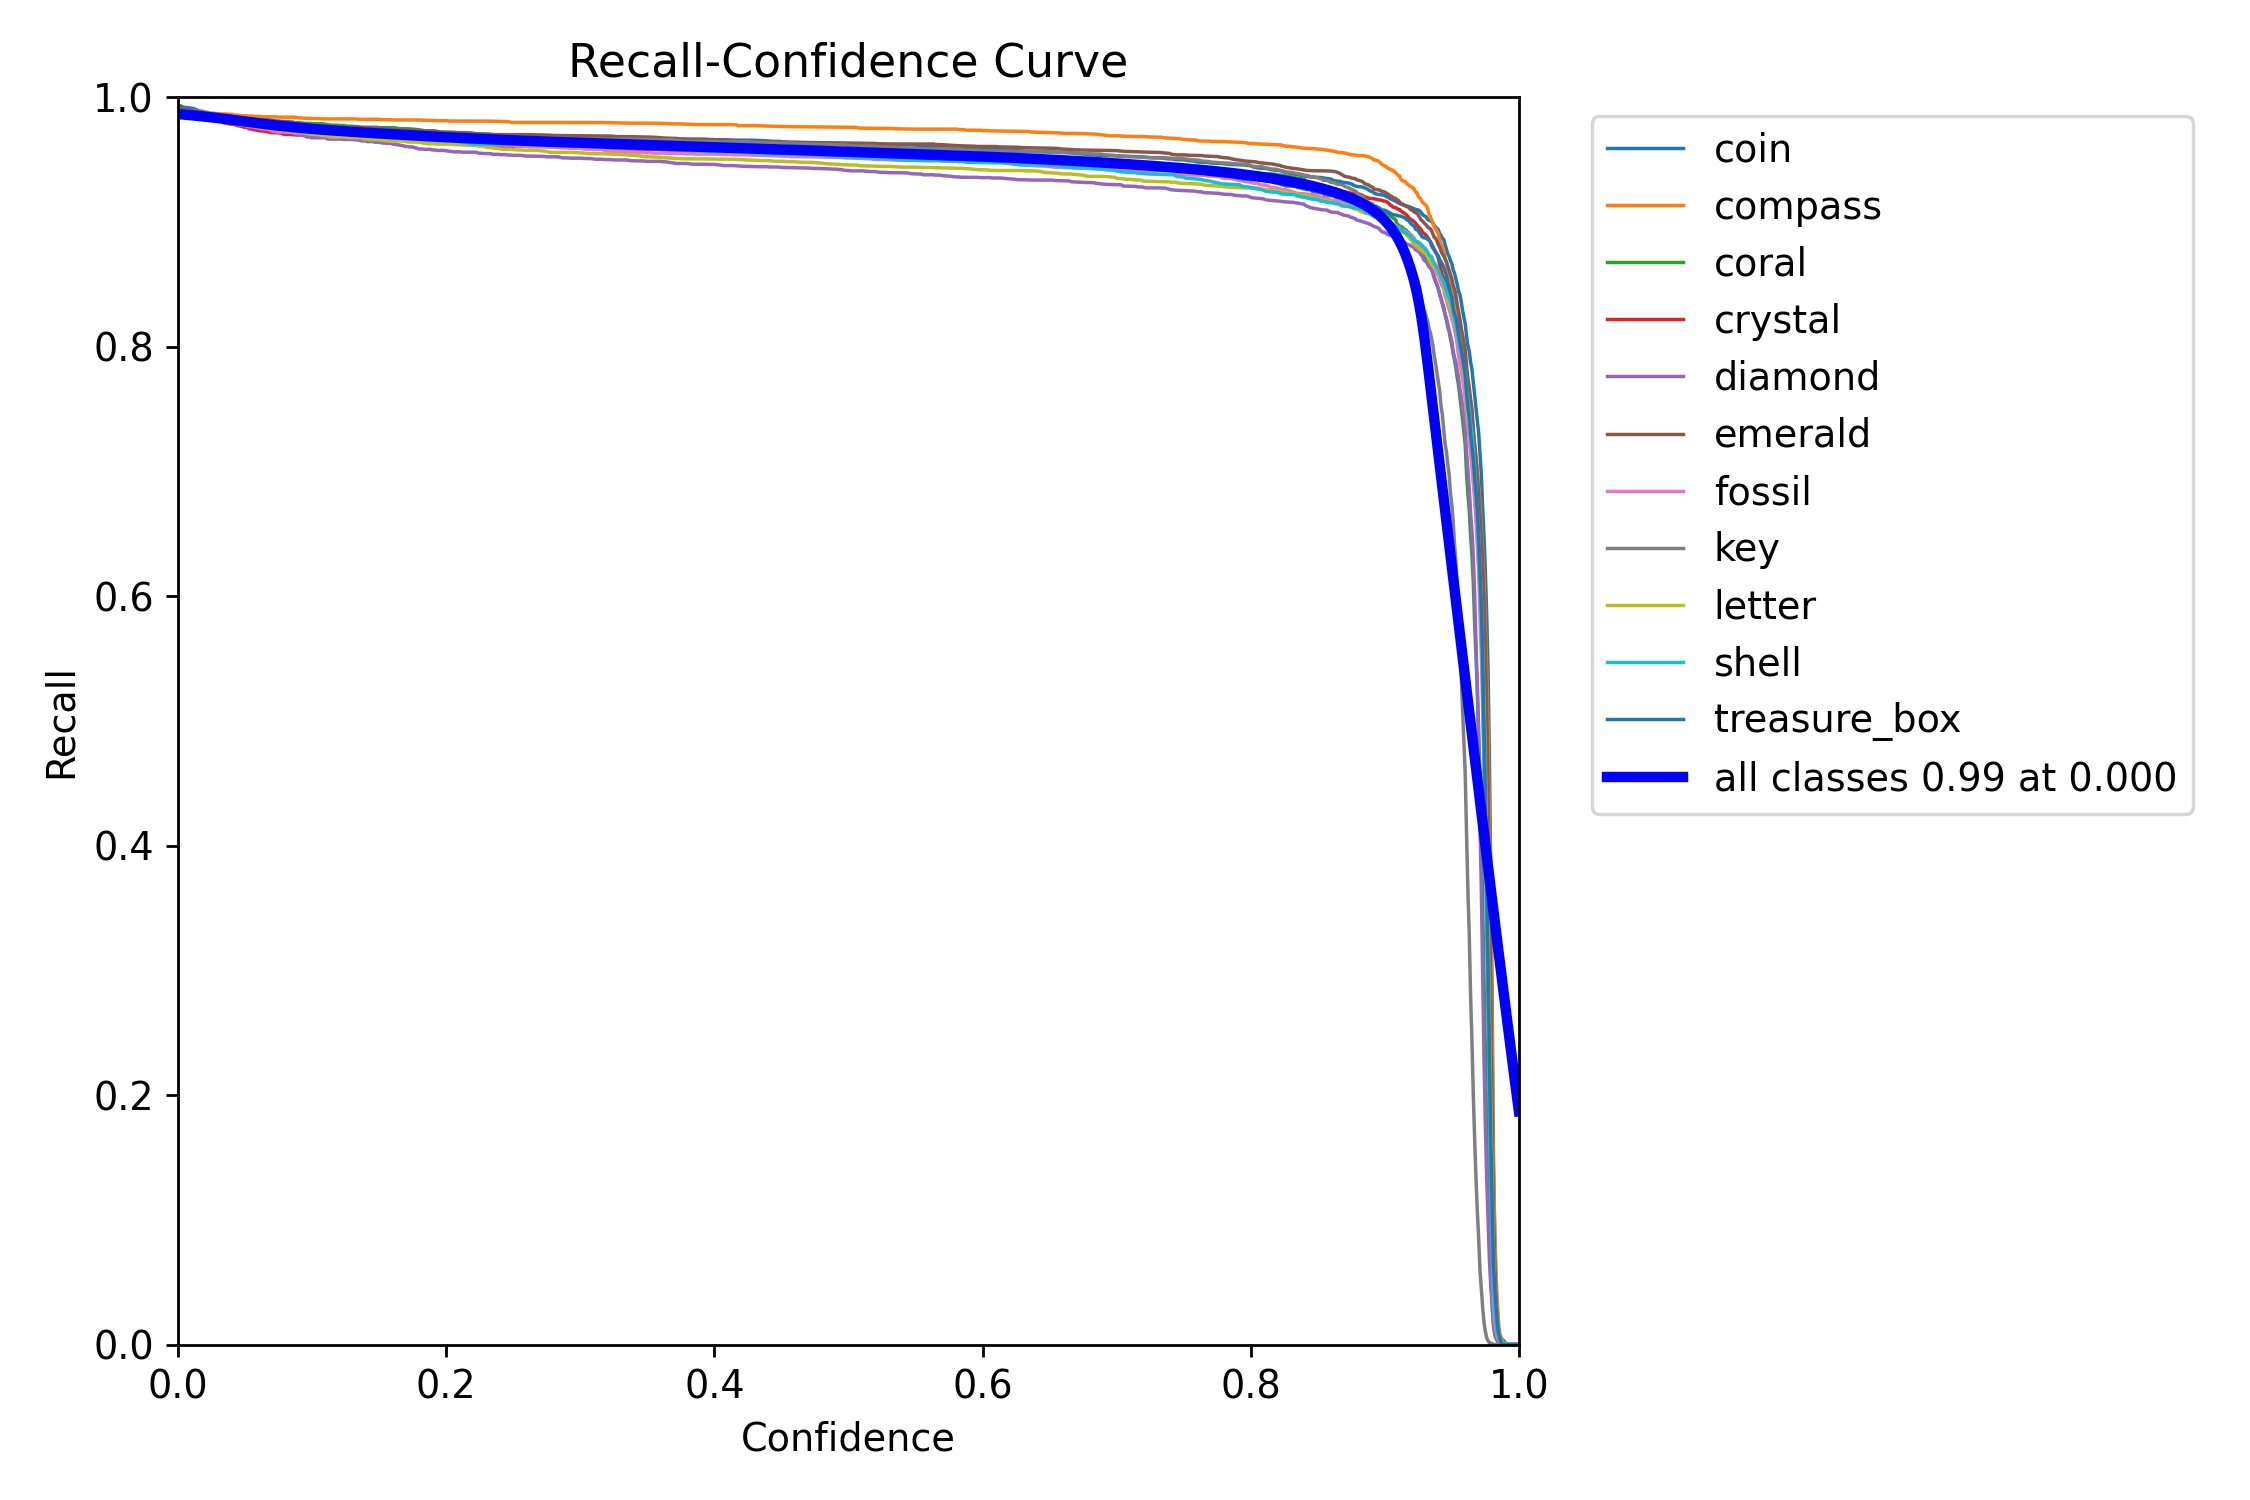 Recall-Confidence Curve
1.0
0.8
0.6
0.4
0.2
0.0
Recall
0.0 0.2 0.4 0.6 0.8 1.0
Confidence
coin
compass
coral
crystal
diamond
emerald
fossil
key
letter
shell
treasure_box
all classes 0.99 at 0.000